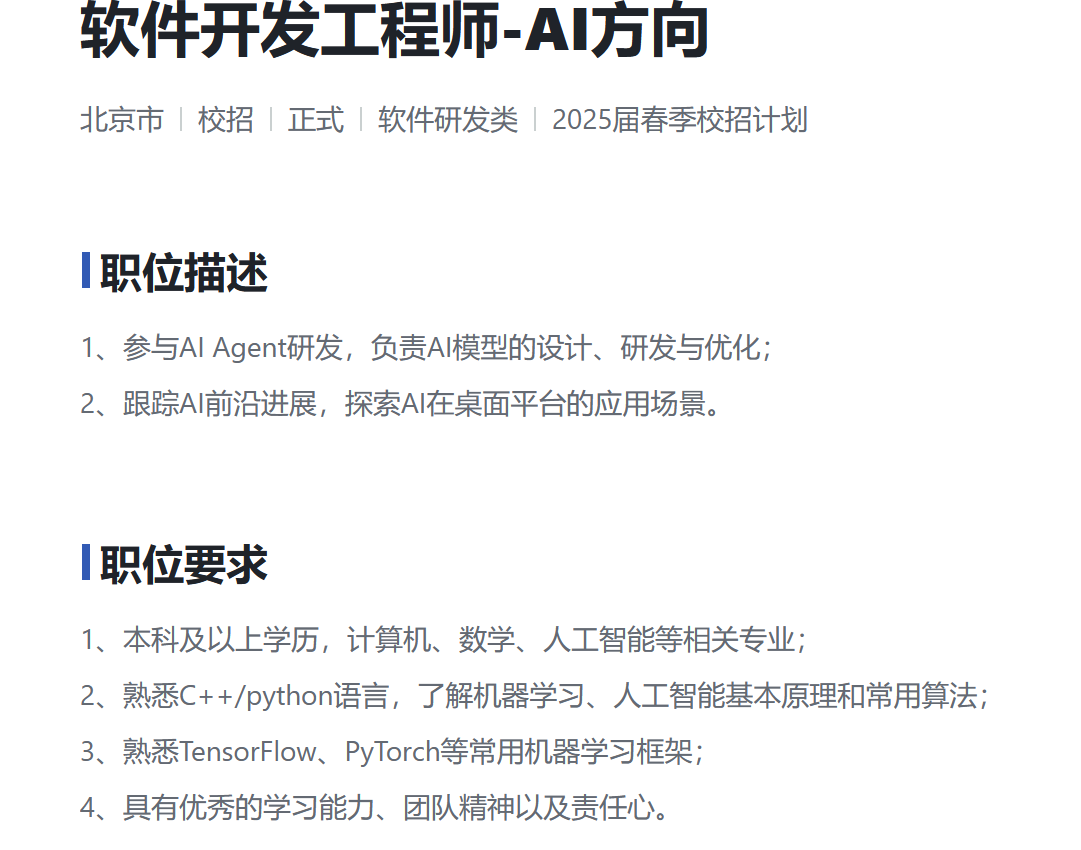 软件开发工程师-AI方向
北京市 | 校招 | 正式 | 软件研发类 | 2025届春季校招计划
职位描述
1、参与AI Agent研发，负责AI模型的设计、研发与优化；
2、跟踪AI前沿进展，探索AI在桌面平台的应用场景。
职位要求
1、本科及以上学历，计算机、数学、人工智能等相关专业；
2、熟悉C++/python语言，了解机器学习、人工智能基本原理和常用算法；
3、熟悉TensorFlow、PyTorch等常用机器学习框架；
4、具有优秀的学习能力、团队精神以及责任心。